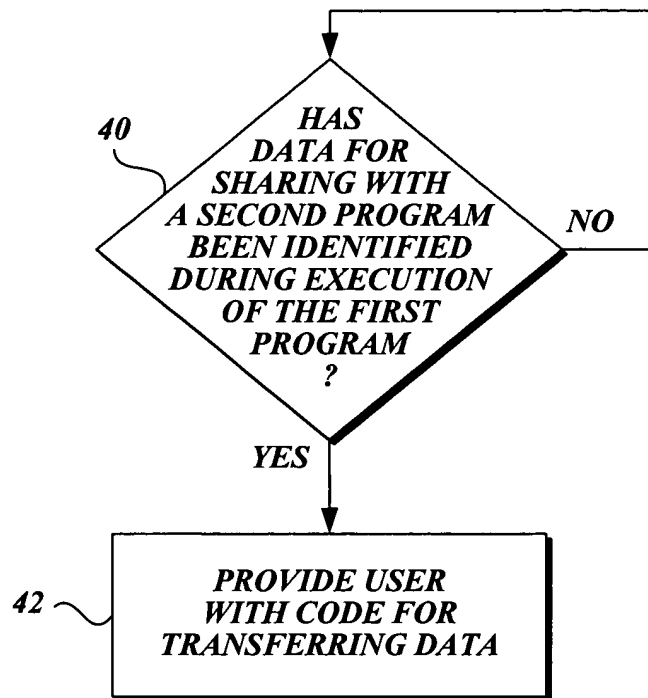 HAS
DATA FOR
SHARING WITH
A SECOND PROGRAM
BEEN IDENTIFIED
DURING EXECUTION
OF THE FIRST
PROGRAM
?
40
NO
YES
42
PROVIDE USER
WITH CODE FOR
TRANSFERRING DATA